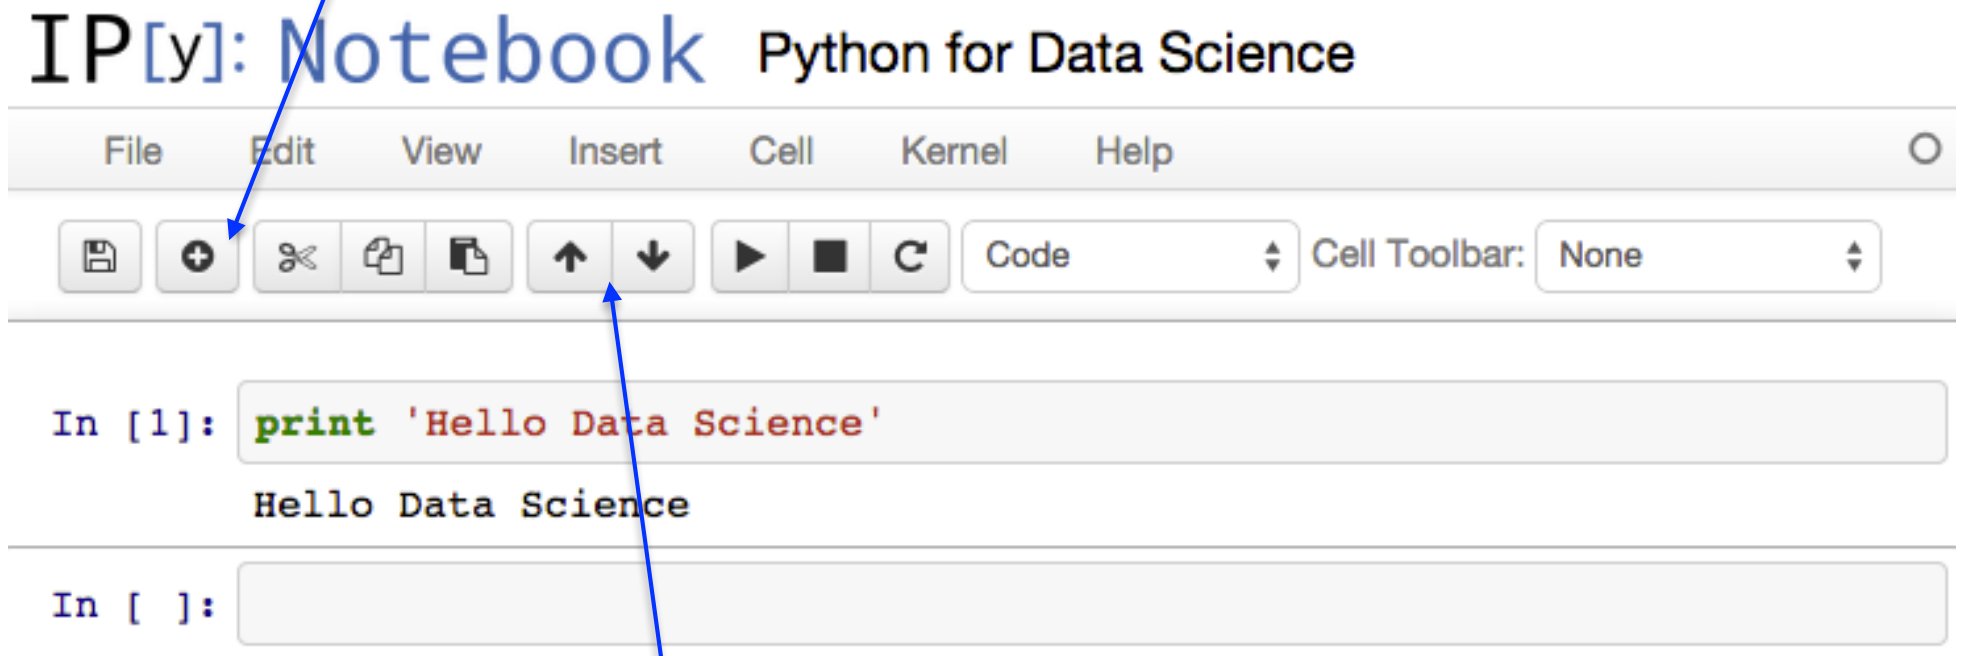 IP[y]: Notebook Python for Data Science
File Edit View Insert Cell Kernel Help
Code Cell Toolbar: None
In [1]: print 'Hello Data Science'
Hello Data Science
In [ ]: